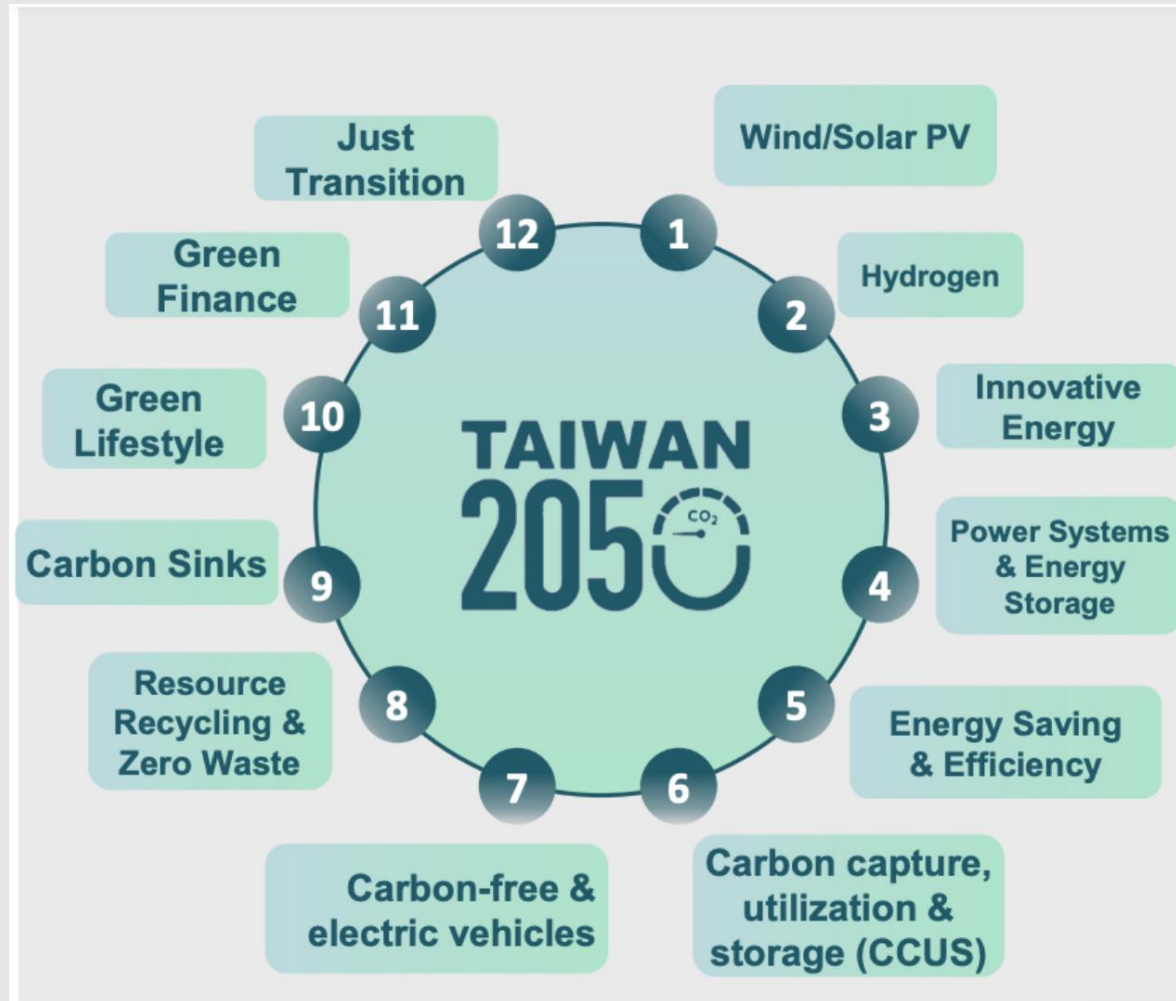 1
Wind/Solar PV
2
Hydrogen
3
Innovative
Energy
4
Power Systems
& Energy
Storage
5
Energy Saving
& Efficiency
6
Carbon capture,
utilization &
storage (CCUS)
7
Carbon-free &
electric vehicles
8
Resource
Recycling &
Zero Waste
9
Carbon Sinks
10
Green
Lifestyle
11
Green
Finance
12
Just
Transition
TAIWAN
2050
CO₂